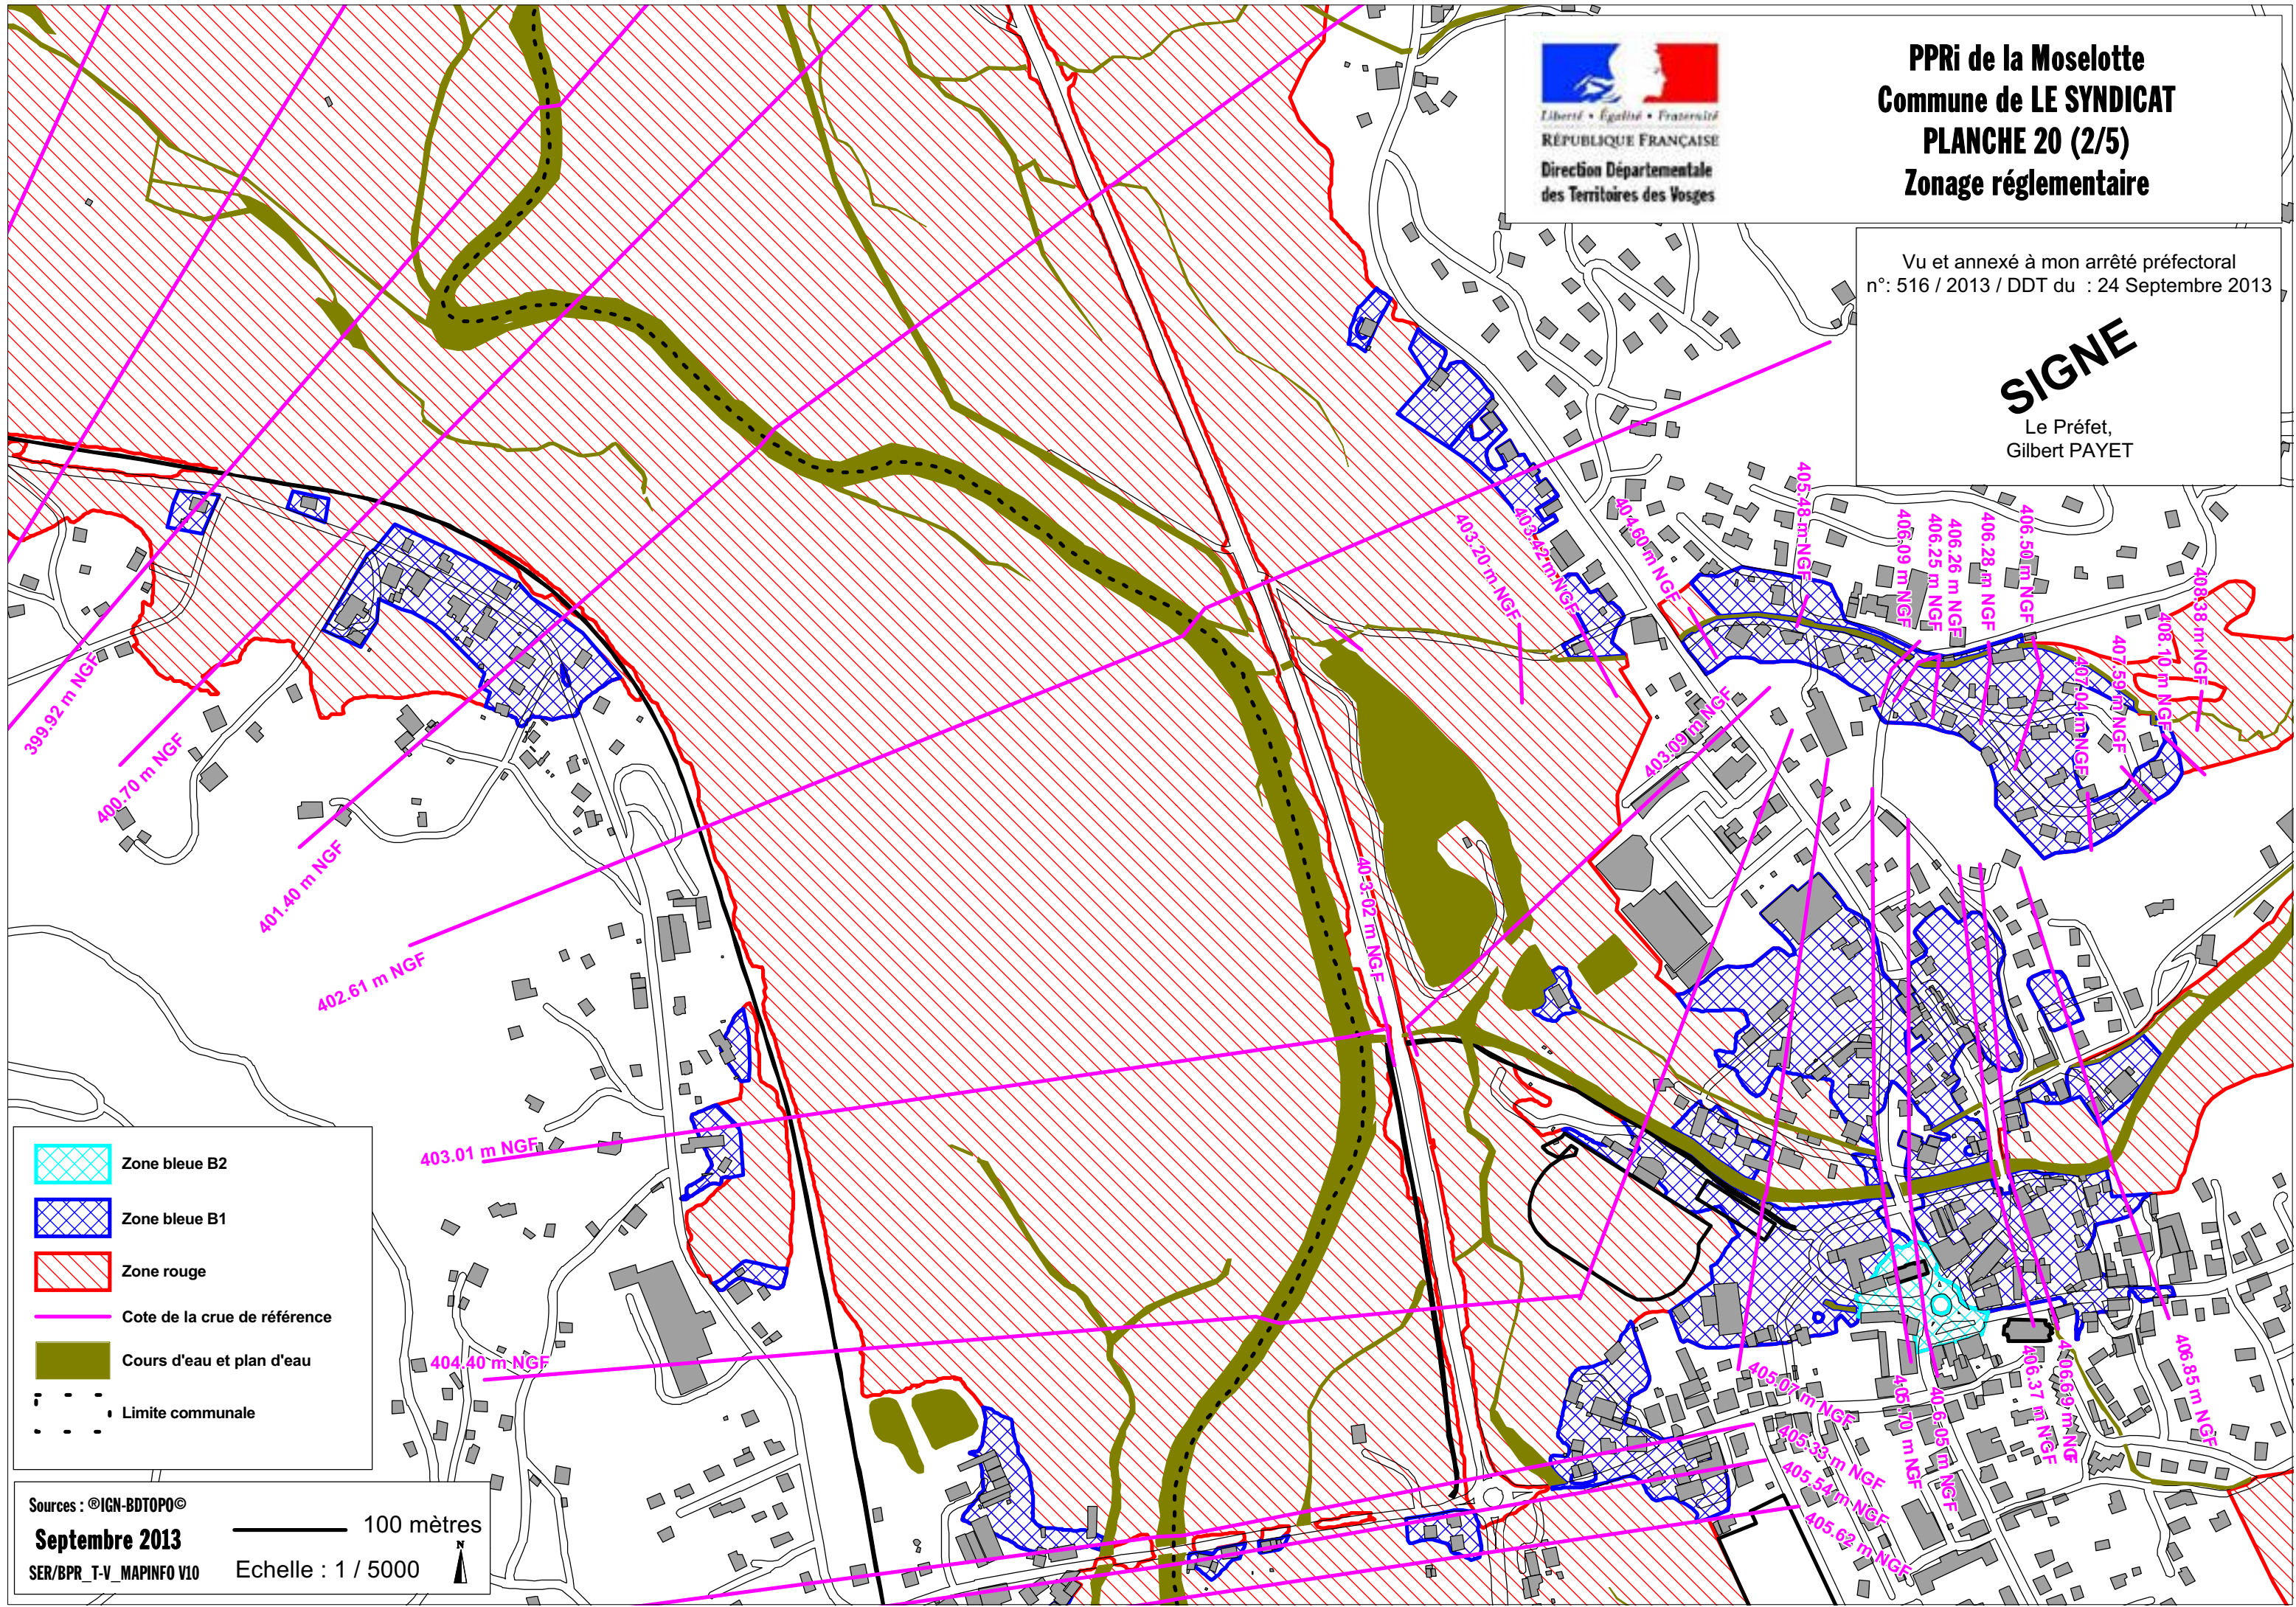 PPRi de la Moselotte
Commune de LE SYNDICAT
PLANCHE 20 (2/5)
Zonage réglementaire
Liberté • Égalité • Fraternité
RÉPUBLIQUE FRANÇAISE
Direction Départementale
des Territoires des Vosges
Vu et annexé à mon arrêté préfectoral
n°: 516 / 2013 / DDT du : 24 Septembre 2013
SIGNE
Le Préfet,
Gilbert PAYET
405.48 m NGF
403.20 m NGF
403.42 m NGF
404.60 m NGF
406.09 m NGF
406.25 m NGF
406.26 m NGF
406.28 m NGF
406.50 m NGF
408.38 m NGF
408.10 m NGF
407.59 m NGF
407.04 m NGF
399.92 m NGF
400.70 m NGF
401.40 m NGF
402.61 m NGF
403.09 m NGF
403.02 m NGF
403.01 m NGF
404.40 m NGF
405.07 m NGF
405.33 m NGF
405.54 m NGF
405.62 m NGF
405.70 m NGF
406.05 m NGF
406.37 m NGF
406.69 m NGF
406.85 m NGF
Zone bleue B2
Zone bleue B1
Zone rouge
Cote de la crue de référence
Cours d'eau et plan d'eau
Limite communale
Sources : ®IGN-BDTOPO©
Septembre 2013
SER/BPR_T-V_MAPINFO V10
100 mètres
Echelle : 1 / 5000
N